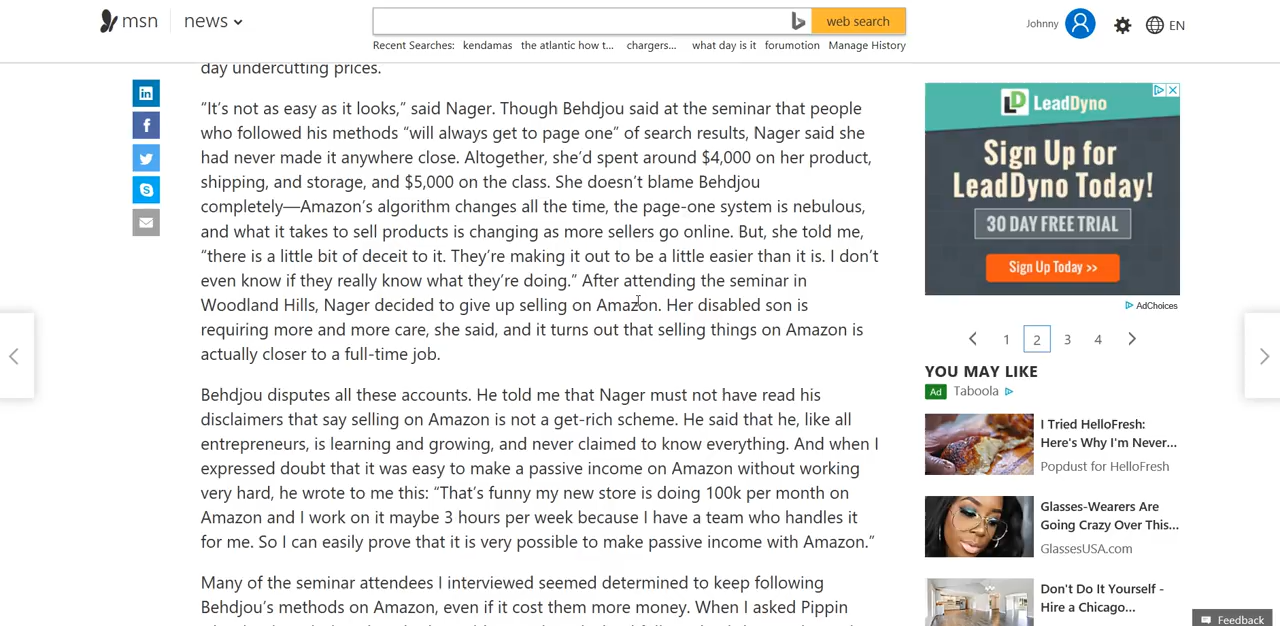 msn
news
web search
Johnny
EN
Recent Searches: kendamas the atlantic how t... chargers... what day is it forumotion Manage History
day undercutting prices.
“It’s not as easy as it looks,” said Nager. Though Behdjou said at the seminar that people
who followed his methods “will always get to page one” of search results, Nager said she
had never made it anywhere close. Altogether, she’d spent around $4,000 on her product,
shipping, and storage, and $5,000 on the class. She doesn’t blame Behdjou
completely—Amazon’s algorithm changes all the time, the page-one system is nebulous,
and what it takes to sell products is changing as more sellers go online. But, she told me,
“there is a little bit of deceit to it. They’re making it out to be a little easier than it is. I don’t
even know if they really know what they’re doing.” After attending the seminar in
Woodland Hills, Nager decided to give up selling on Amazon. Her disabled son is
requiring more and more care, she said, and it turns out that selling things on Amazon is
actually closer to a full-time job.
Behdjou disputes all these accounts. He told me that Nager must not have read his
disclaimers that say selling on Amazon is not a get-rich scheme. He said that he, like all
entrepreneurs, is learning and growing, and never claimed to know everything. And when I
expressed doubt that it was easy to make a passive income on Amazon without working
very hard, he wrote to me this: “That’s funny my new store is doing 100k per month on
Amazon and I work on it maybe 3 hours per week because I have a team who handles it
for me. So I can easily prove that it is very possible to make passive income with Amazon.”
Many of the seminar attendees I interviewed seemed determined to keep following
Behdjou’s methods on Amazon, even if it cost them more money. When I asked Pippin
LeadDyno
Sign Up for
LeadDyno Today!
30 DAY FREE TRIAL
Sign Up Today >>
AdChoices
1 2 3 4
YOU MAY LIKE
Ad Taboola
I Tried HelloFresh:
Here's Why I'm Never...
Popdust for HelloFresh
Glasses-Wearers Are
Going Crazy Over This...
GlassesUSA.com
Don't Do It Yourself -
Hire a Chicago...
Feedback